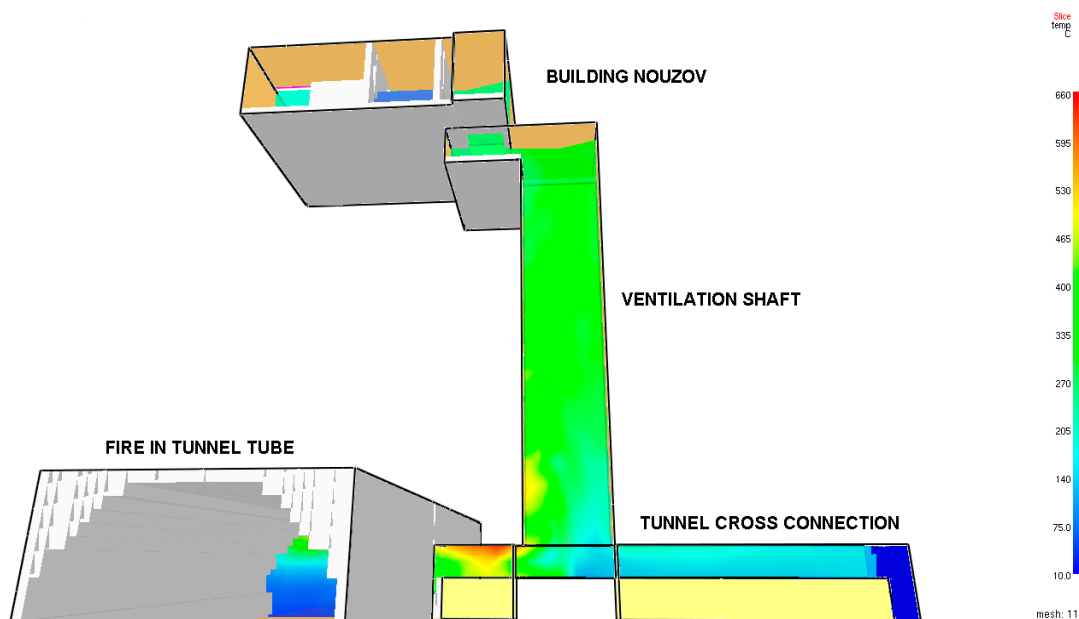 Slice
temp
C
BUILDING NOUZOV
660
595
530
465
VENTILATION SHAFT
400
335
270
FIRE IN TUNNEL TUBE
205
140
TUNNEL CROSS CONNECTION
75.0
10.0
mesh: 11